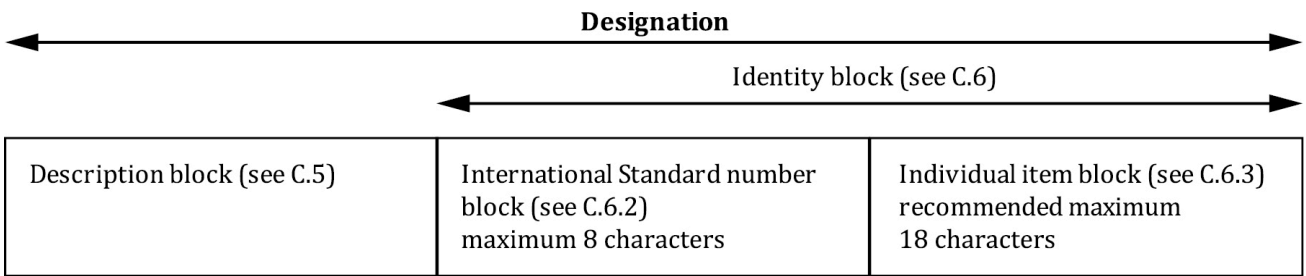 Designation
Identity block (see C.6)
Description block (see C.5)
International Standard number
block (see C.6.2)
maximum 8 characters
Individual item block (see C.6.3)
recommended maximum
18 characters